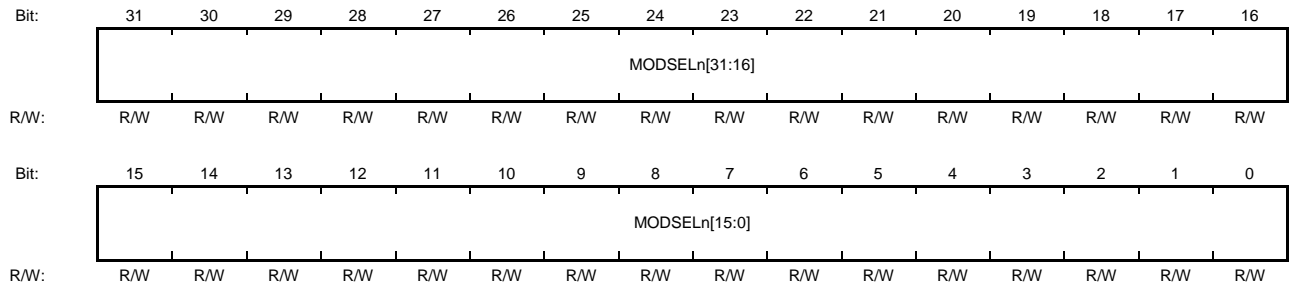 Bit: 31 30 29 28 27 26 25 24 23 22 21 20 19 18 17 16
MODSELn[31:16]
R/W: R/W R/W R/W R/W R/W R/W R/W R/W R/W R/W R/W R/W R/W R/W R/W R/W
Bit: 15 14 13 12 11 10 9 8 7 6 5 4 3 2 1 0
MODSELn[15:0]
R/W: R/W R/W R/W R/W R/W R/W R/W R/W R/W R/W R/W R/W R/W R/W R/W R/W